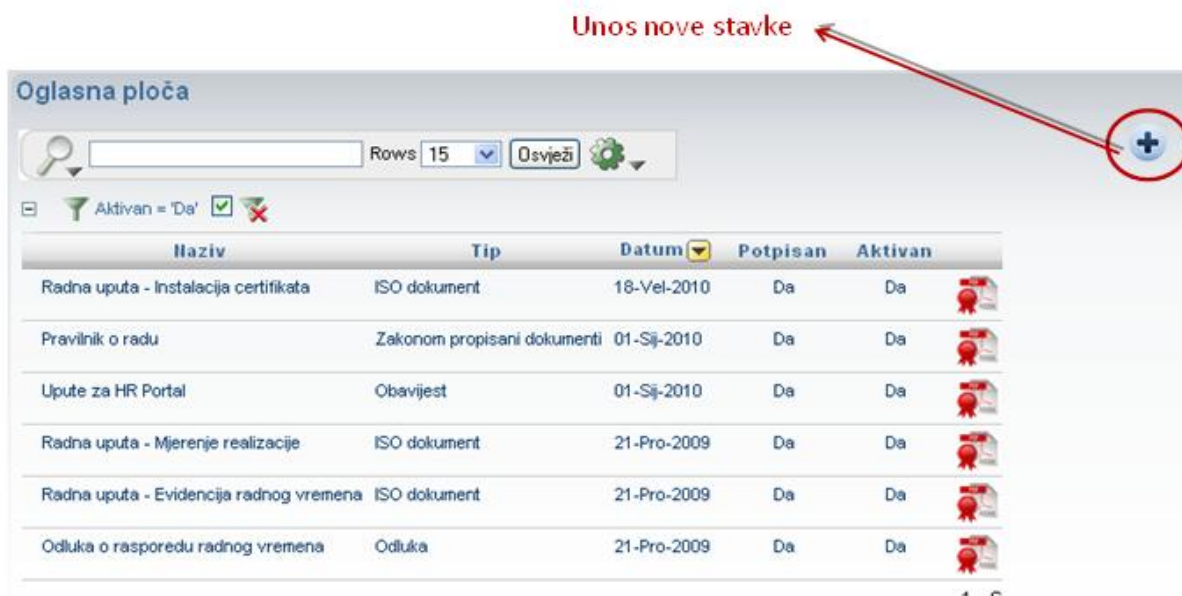 Unos nove stavke
Oglasna ploča
Rows 15 Osvježi
Aktivan = 'Da'
Naziv Tip Datum Potpisan Aktivan
Radna uputa - Instalacija certifikata ISO dokument 18-Vel-2010 Da Da
Pravilnik o radu Zakonom propisani dokumenti 01-Sij-2010 Da Da
Upute za HR Portal Obavijest 01-Sij-2010 Da Da
Radna uputa - Mjerenje realizacije ISO dokument 21-Pro-2009 Da Da
Radna uputa - Evidencija radnog vremena ISO dokument 21-Pro-2009 Da Da
Odluka o rasporedu radnog vremena Odluka 21-Pro-2009 Da Da